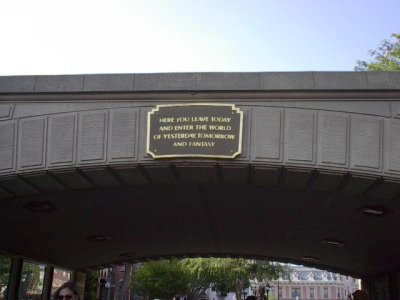 HERE YOU LEAVE TODAY
AND ENTER THE WORLD
OF YESTERDAY, TOMORROW
AND FANTASY